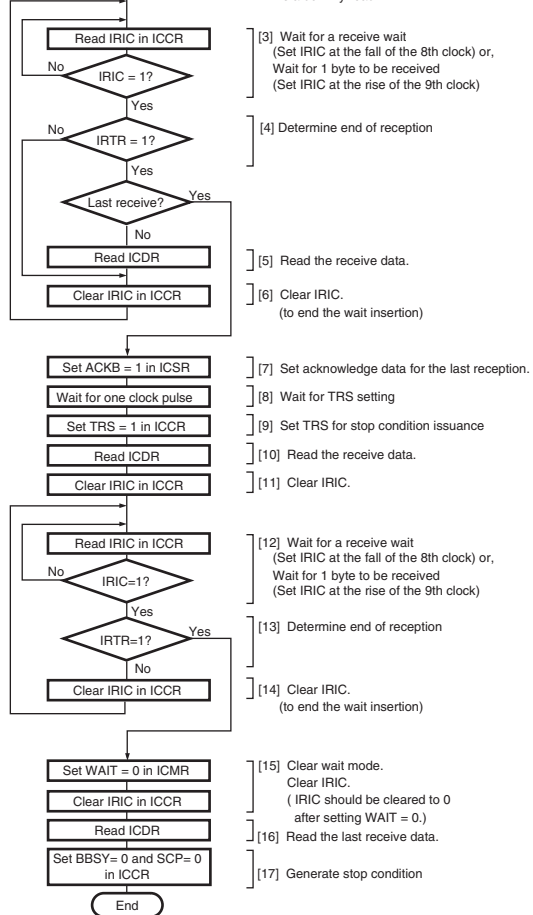 Read IRIC in ICCR
[3] Wait for a receive wait
(Set IRIC at the fall of the 8th clock) or,
Wait for 1 byte to be received
(Set IRIC at the rise of the 9th clock)
No
IRIC = 1?
Yes
No
IRTR = 1?
[4] Determine end of reception
Yes
Last receive?
Yes
No
Read ICDR
[5] Read the receive data.
Clear IRIC in ICCR
[6] Clear IRIC.
(to end the wait insertion)
Set ACKB = 1 in ICSR
[7] Set acknowledge data for the last reception.
Wait for one clock pulse
[8] Wait for TRS setting
Set TRS = 1 in ICCR
[9] Set TRS for stop condition issuance
Read ICDR
[10] Read the receive data.
Clear IRIC in ICCR
[11] Clear IRIC.
Read IRIC in ICCR
[12] Wait for a receive wait
(Set IRIC at the fall of the 8th clock) or,
Wait for 1 byte to be received
(Set IRIC at the rise of the 9th clock)
No
IRIC=1?
Yes
IRTR=1?
Yes
[13] Determine end of reception
No
Clear IRIC in ICCR
[14] Clear IRIC.
(to end the wait insertion)
Set WAIT = 0 in ICMR
[15] Clear wait mode.
Clear IRIC.
( IRIC should be cleared to 0
after setting WAIT = 0.)
Clear IRIC in ICCR
Read ICDR
[16] Read the last receive data.
Set BBSY= 0 and SCP= 0
in ICCR
[17] Generate stop condition
End